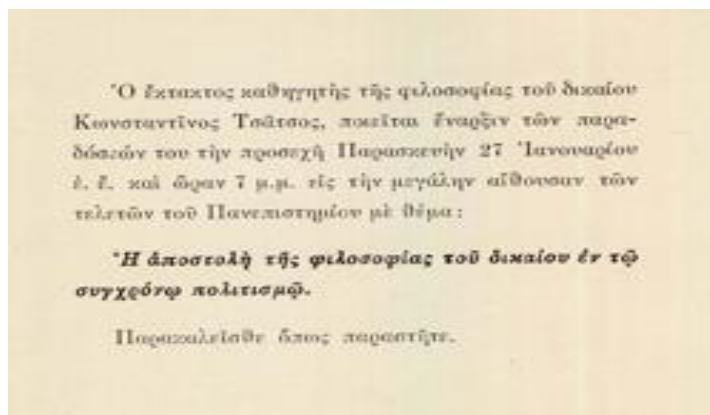 Ὁ ἔκτακτος καθηγητὴς τῆς φιλοσοφίας τοῦ δικαίου
Κωνσταντῖνος Τσᾶτσος, ποιεῖται ἔναρξιν τῶν παρα-
δόσεών του τὴν προσεχῆ Παρασκευὴν 27 Ἰανουαρίου
ἐ. ἔ. καὶ ὥραν 7 μ.μ. εἰς τὴν μεγάλην αἴθουσαν τῶν
τελετῶν τοῦ Πανεπιστημίου μὲ θέμα:
Ἡ ἀποστολὴ τῆς φιλοσοφίας τοῦ δικαίου ἐν τῷ
συγχρόνῳ πολιτισμῷ.
Παρακαλεῖσθε ὅπως παραστῆτε.